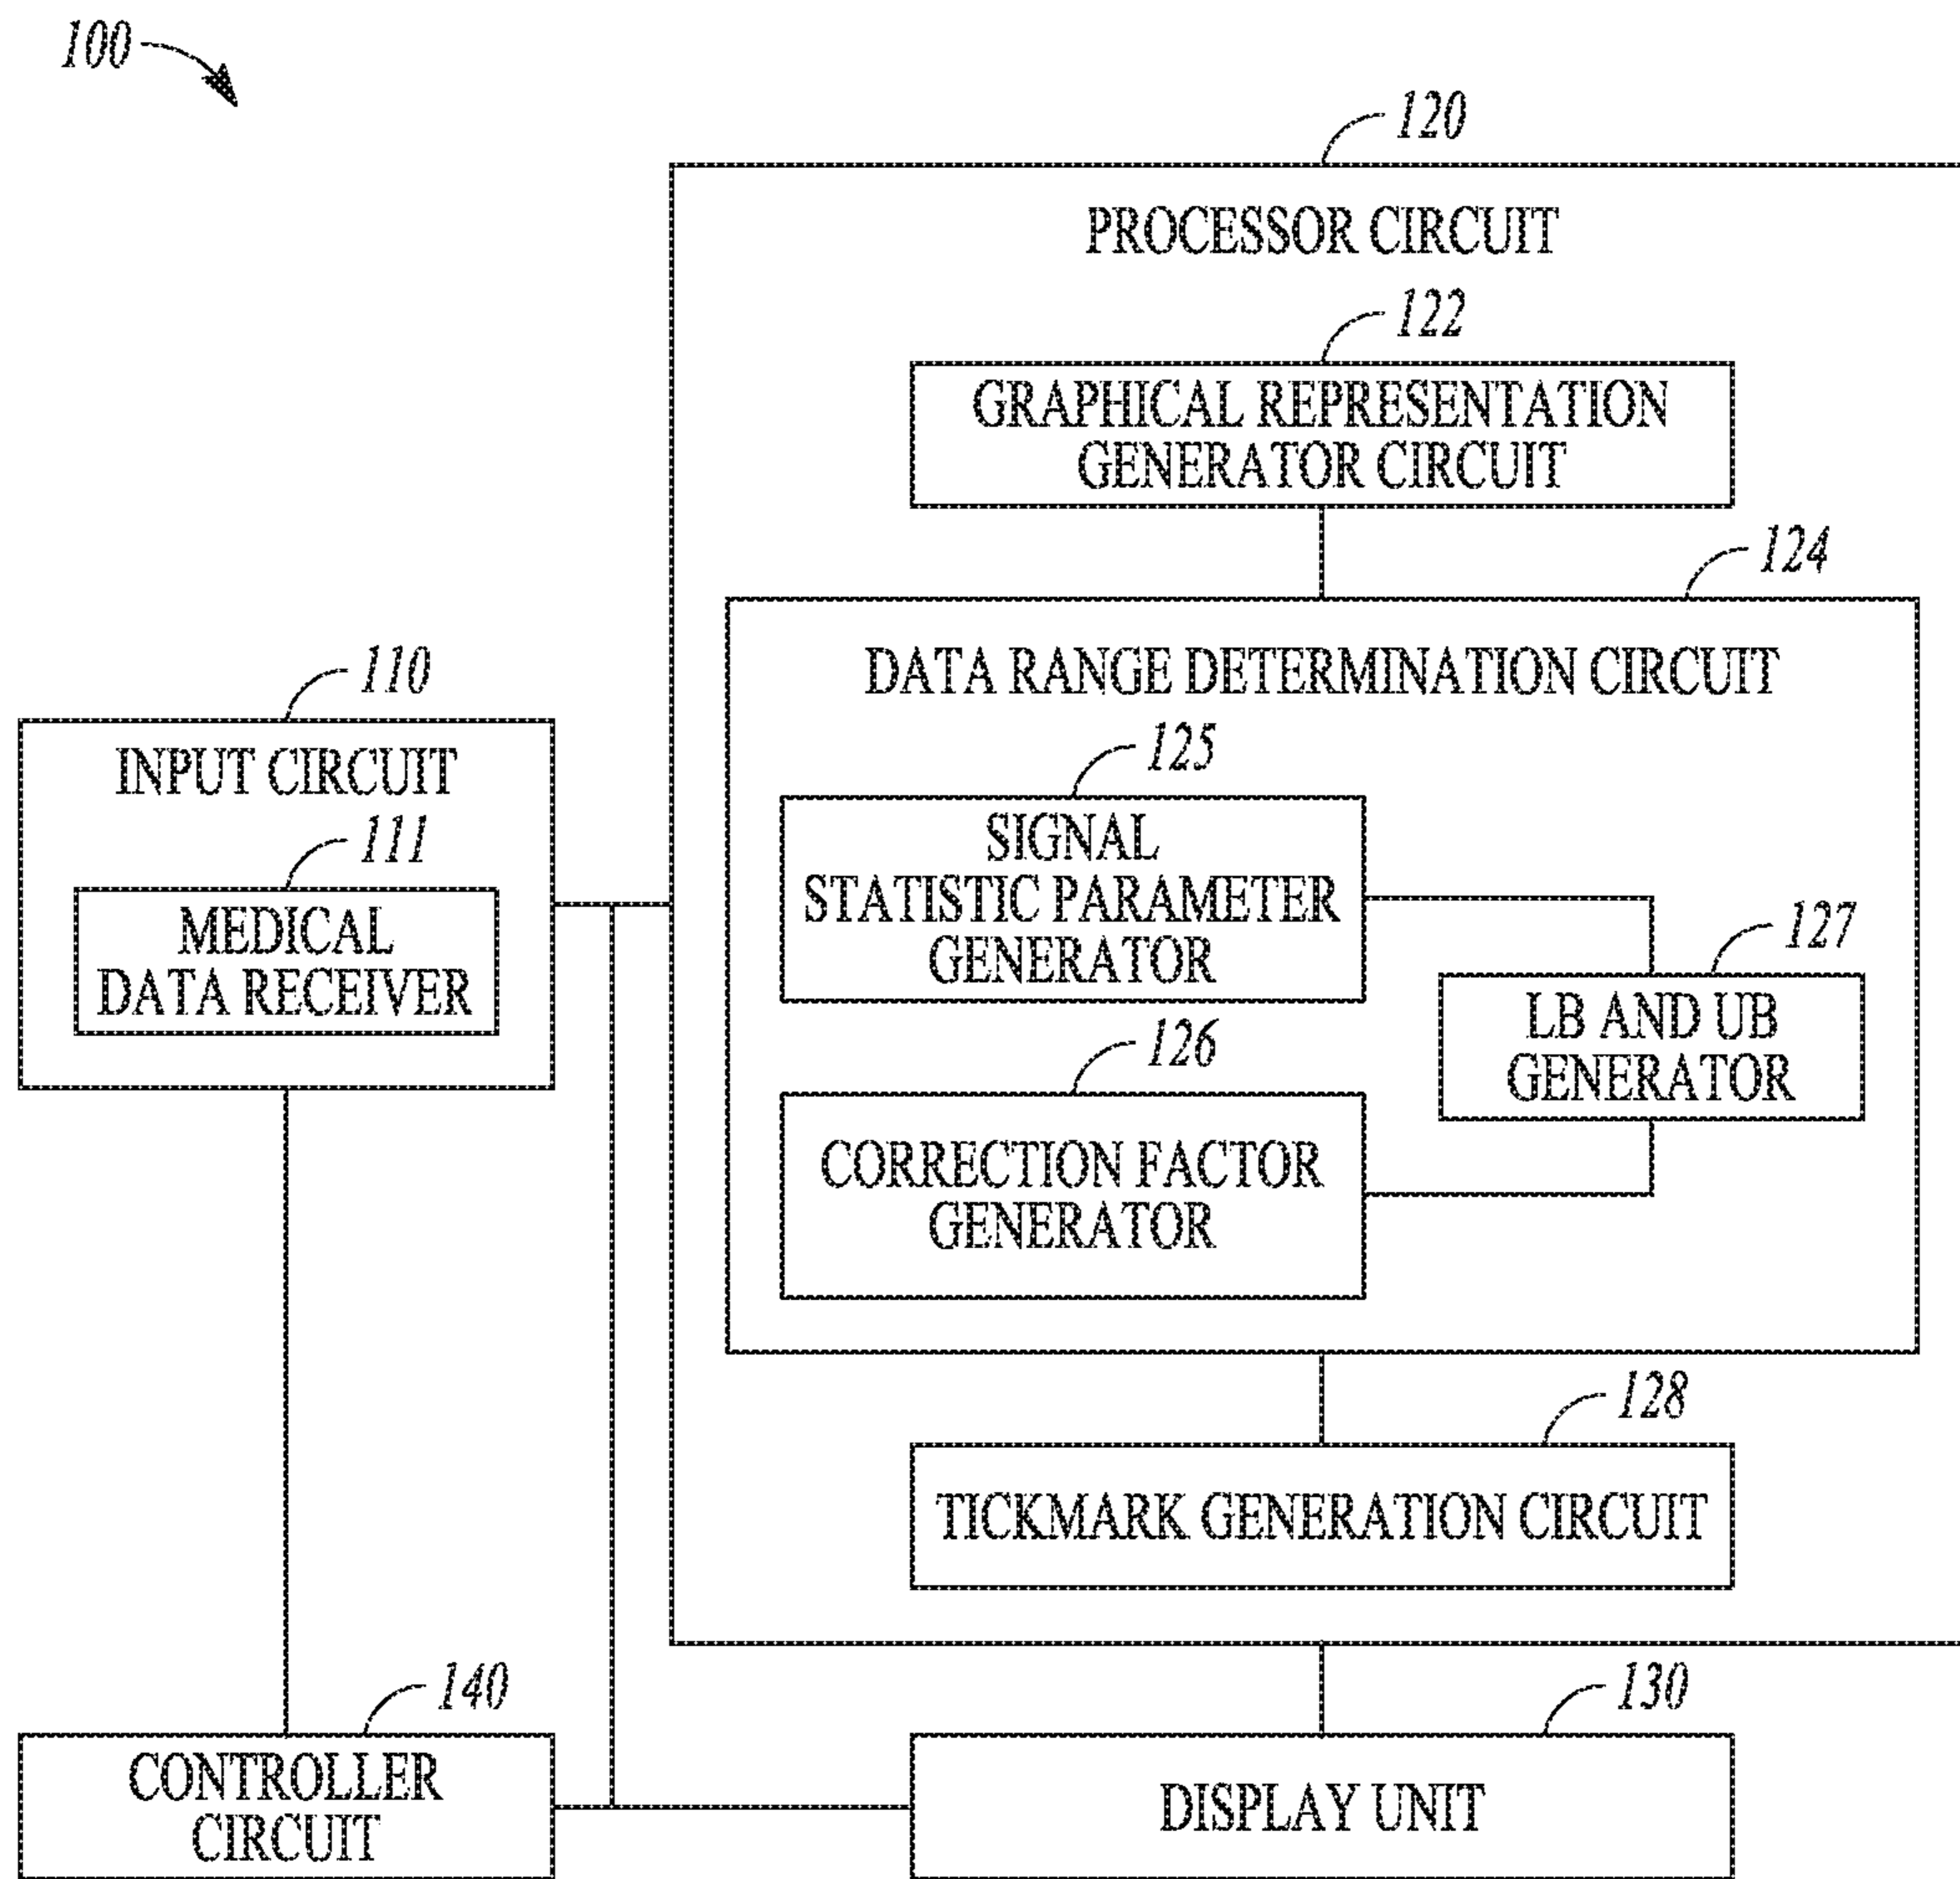 100
120
PROCESSOR CIRCUIT
122
GRAPHICAL REPRESENTATION
GENERATOR CIRCUIT
124
DATA RANGE DETERMINATION CIRCUIT
110
INPUT CIRCUIT
111
MEDICAL
DATA RECEIVER
125
SIGNAL
STATISTIC PARAMETER
GENERATOR
127
LB AND UB
GENERATOR
126
CORRECTION FACTOR
GENERATOR
128
TICKMARK GENERATION CIRCUIT
140
CONTROLLER
CIRCUIT
130
DISPLAY UNIT